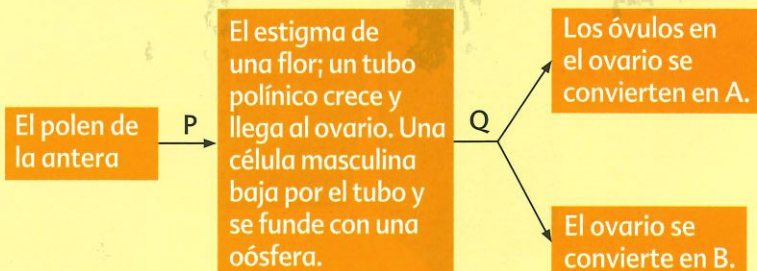 El polen de
la antera
P
El estigma de
una flor; un tubo
polínico crece y
llega al ovario. Una
célula masculina
baja por el tubo y
se funde con una
oósfera.
Q
Los óvulos en
el ovario se
convierten en A.
El ovario se
convierte en B.